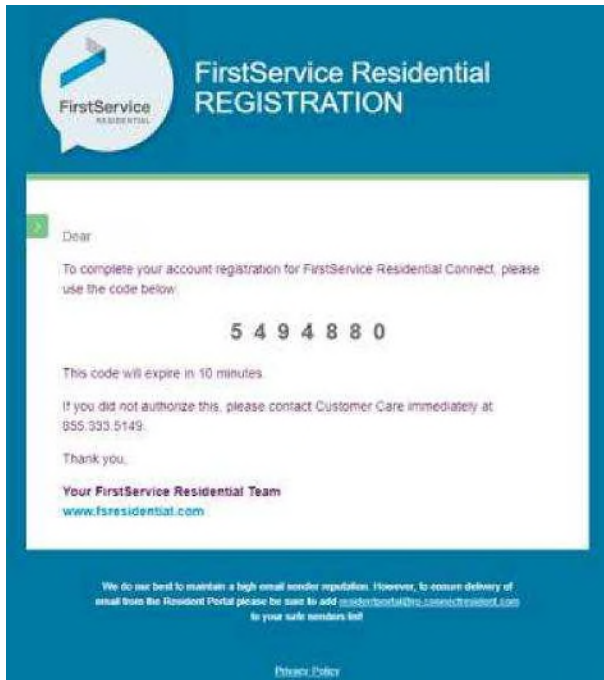 FirstService
RESIDENTIAL
FirstService Residential
REGISTRATION
Dear
To complete your account registration for FirstService Residential Connect, please
use the code below:
5 4 9 4 8 8 0
This code will expire in 10 minutes.
If you did not authorize this, please contact Customer Care immediately at
855.333.5149.
Thank you,
Your FirstService Residential Team
www.fsresidential.com
We do our best to maintain a high email sender reputation. However, to ensure delivery of
email from the Resident Portal please be sure to add
to your safe senders list!
Privacy Policy